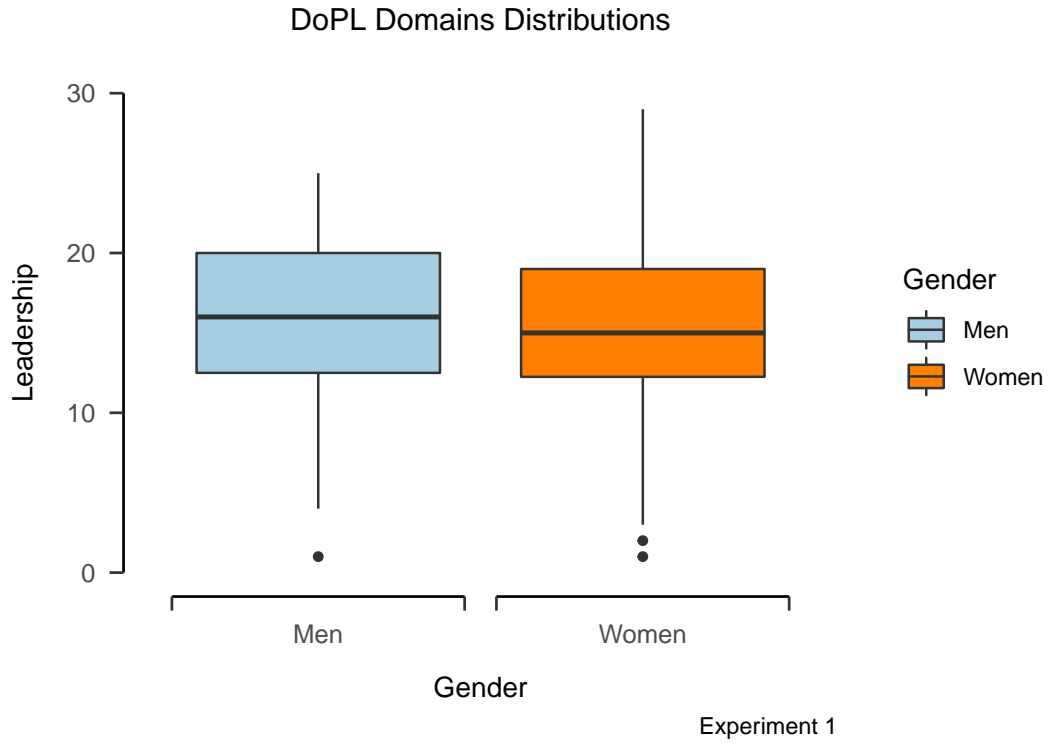 DoPL Domains Distributions
30
20
10
0
Leadership
Men
Women
Gender
Experiment 1
Gender
Men
Women